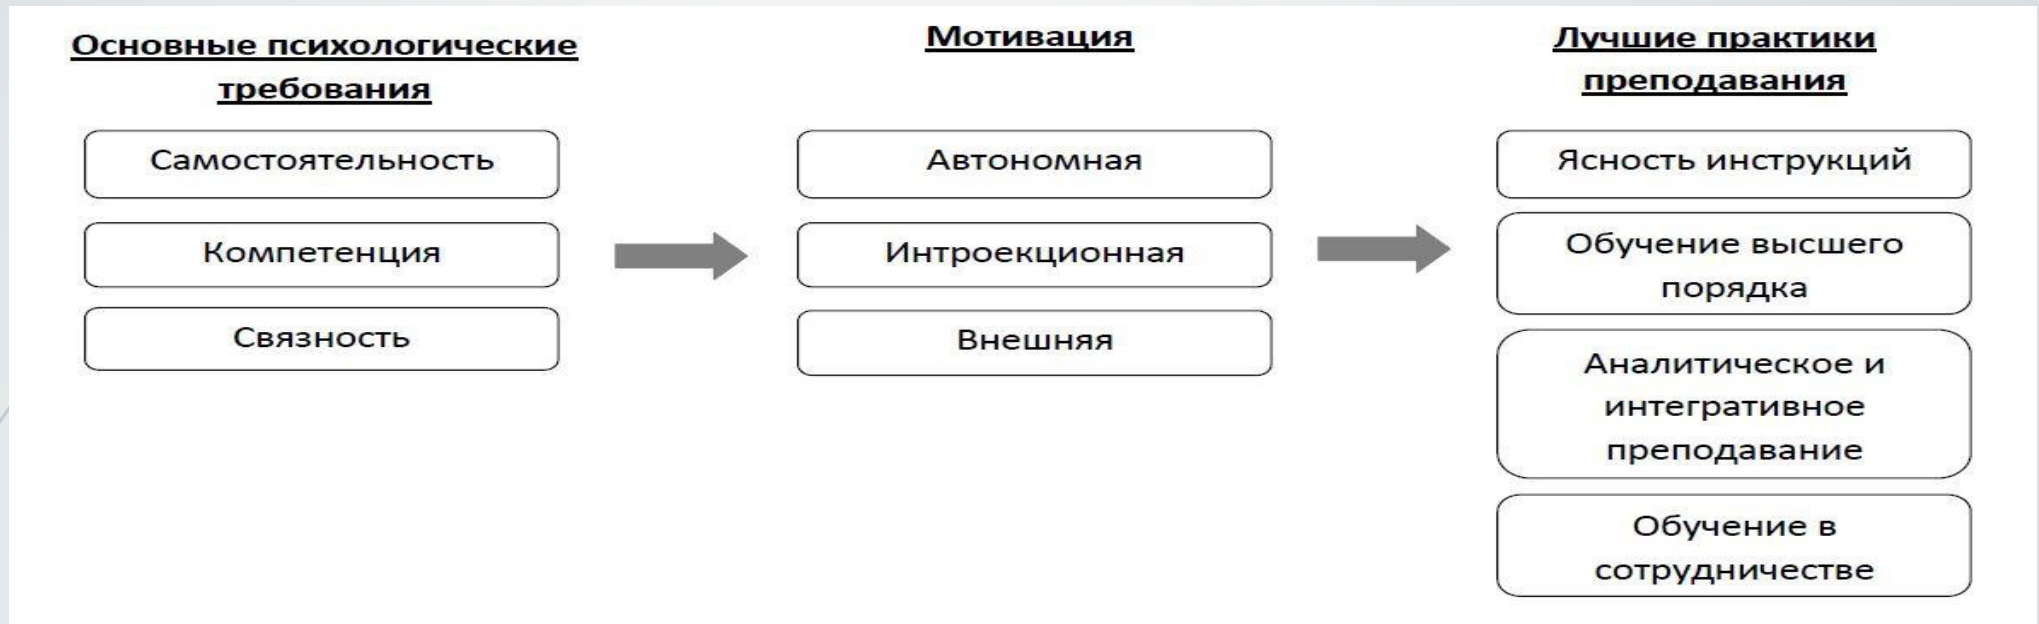 Основные психологические
требования
Самостоятельность
Компетенция
Связность
Мотивация
Автономная
Интроекционная
Внешняя
Лучшие практики
преподавания
Ясность инструкций
Обучение высшего
порядка
Аналитическое и
интегративное
преподавание
Обучение в
сотрудничестве